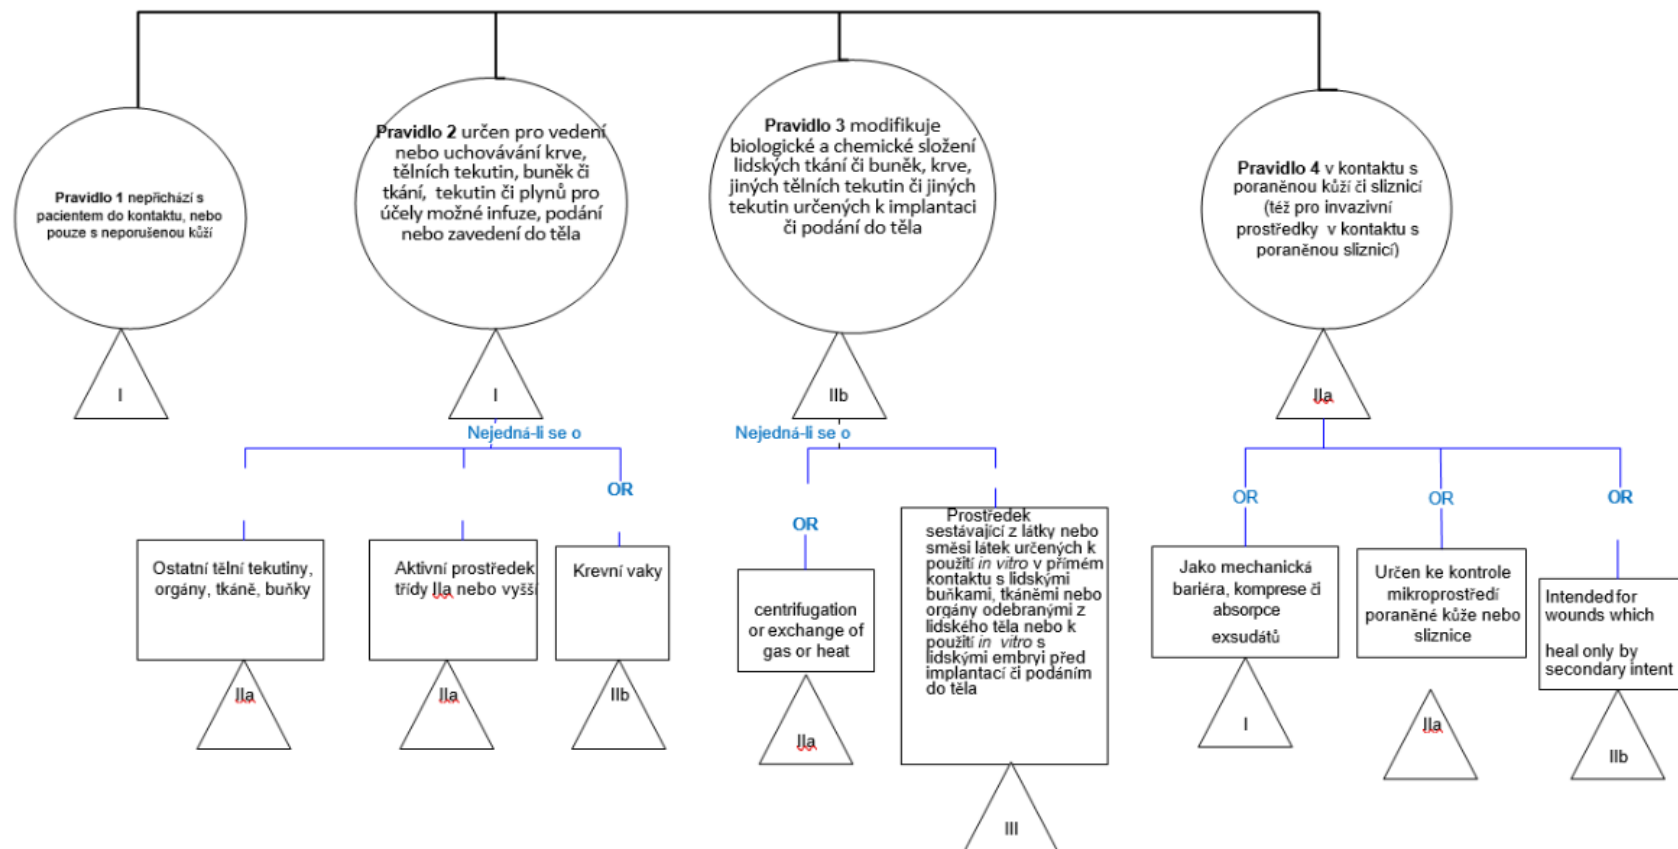 Pravidlo 1 nepřichází s
pacientem do kontaktu, nebo
pouze s neporušenou kůží
I
Pravidlo 2 určen pro vedení
nebo uchovávání krve,
tělních tekutin, buněk či
tkání, tekutin či plynů pro
účely možné infuze, podání
nebo zavedení do těla
I
Nejedná-li se o
OR
Ostatní tělní tekutiny,
orgány, tkáně, buňky
IIa
Aktivní prostředek
třídy IIa nebo vyšší
IIa
Krevní vaky
IIb
Pravidlo 3 modifikuje
biologické a chemické složení
lidských tkání či buněk, krve,
jiných tělních tekutin či jiných
tekutin určených k implantaci
či podání do těla
IIb
Nejedná-li se o
OR
centrifugation
or exchange of
gas or heat
IIa
Prostředek
sestávající z látky nebo
směsi látek určených k
použití in vitro v přímém
kontaktu s lidskými
buňkami, tkáněmi nebo
orgány odebranými z
lidského těla nebo k
použití in vitro s
lidskými embryi před
implantací či podáním
do těla
III
Pravidlo 4 v kontaktu s
poraněnou kůží či sliznicí
(též pro invazivní
prostředky v kontaktu s
poraněnou sliznicí)
IIa
OR
OR
OR
Jako mechanická
bariéra, komprese či
absorpce
exsudátů
I
Určen ke kontrole
mikroprostředí
poraněné kůže nebo
sliznice
IIa
Intended for
wounds which
heal only by
secondary intent
IIb